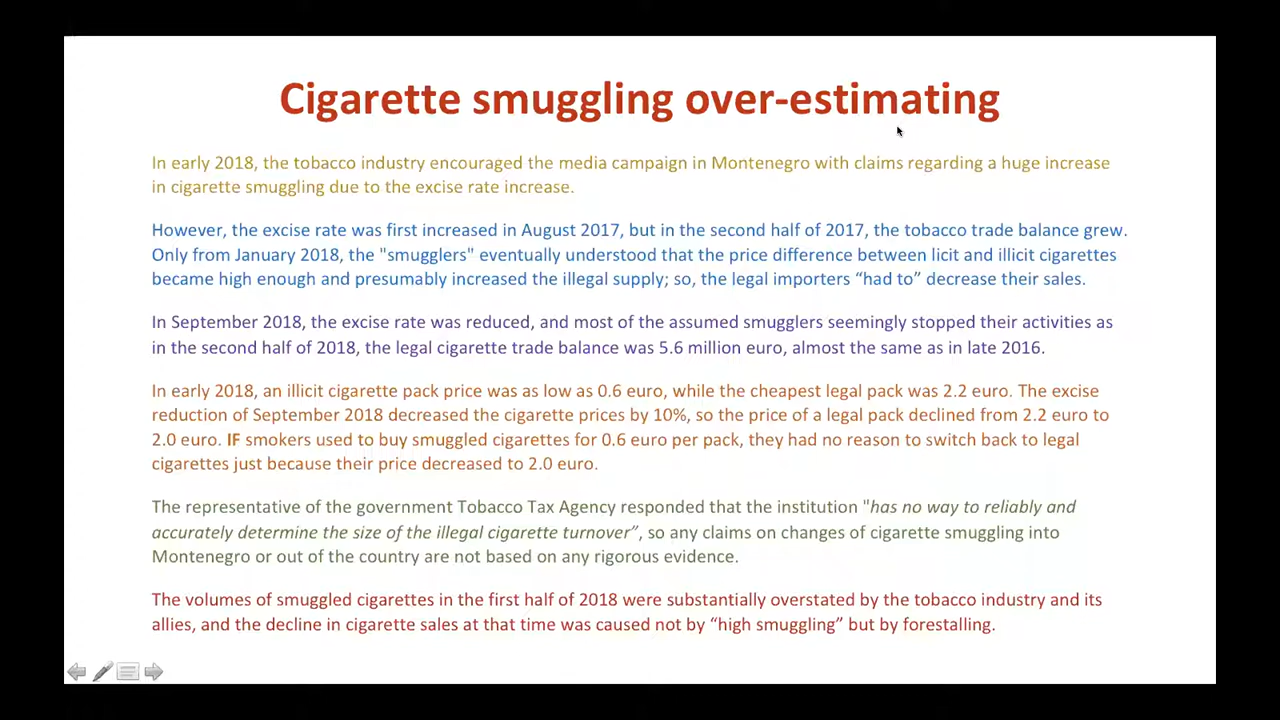 Cigarette smuggling over-estimating
In early 2018, the tobacco industry encouraged the media campaign in Montenegro with claims regarding a huge increase
in cigarette smuggling due to the excise rate increase.
However, the excise rate was first increased in August 2017, but in the second half of 2017, the tobacco trade balance grew.
Only from January 2018, the "smugglers" eventually understood that the price difference between licit and illicit cigarettes
became high enough and presumably increased the illegal supply; so, the legal importers “had to” decrease their sales.
In September 2018, the excise rate was reduced, and most of the assumed smugglers seemingly stopped their activities as
in the second half of 2018, the legal cigarette trade balance was 5.6 million euro, almost the same as in late 2016.
In early 2018, an illicit cigarette pack price was as low as 0.6 euro, while the cheapest legal pack was 2.2 euro. The excise
reduction of September 2018 decreased the cigarette prices by 10%, so the price of a legal pack declined from 2.2 euro to
2.0 euro. IF smokers used to buy smuggled cigarettes for 0.6 euro per pack, they had no reason to switch back to legal
cigarettes just because their price decreased to 2.0 euro.
The representative of the government Tobacco Tax Agency responded that the institution "has no way to reliably and
accurately determine the size of the illegal cigarette turnover”, so any claims on changes of cigarette smuggling into
Montenegro or out of the country are not based on any rigorous evidence.
The volumes of smuggled cigarettes in the first half of 2018 were substantially overstated by the tobacco industry and its
allies, and the decline in cigarette sales at that time was caused not by “high smuggling” but by forestalling.